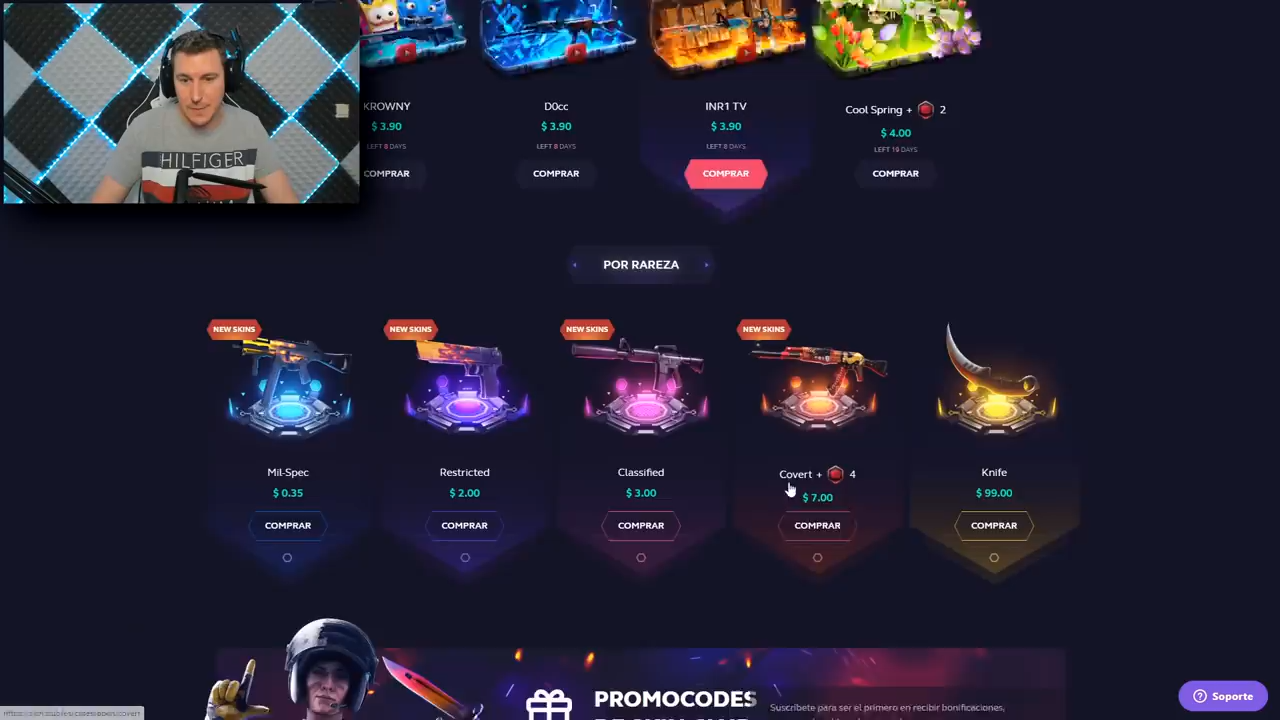 KROWNY
$ 3.90
LEFT 8 DAYS
COMPRAR
D0cc
$ 3.90
LEFT 8 DAYS
COMPRAR
INR1 TV
$ 3.90
LEFT 8 DAYS
COMPRAR
Cool Spring + 2
$ 4.00
LEFT 19 DAYS
COMPRAR
HILFIGER
POR RAREZA
NEW SKINS
Mil-Spec
$ 0.35
COMPRAR
NEW SKINS
Restricted
$ 2.00
COMPRAR
NEW SKINS
Classified
$ 3.00
COMPRAR
NEW SKINS
Covert + 4
$ 7.00
COMPRAR
Knife
$ 99.00
COMPRAR
PROMOCODES
Suscríbete para ser el primero en recibir bonificaciones,
Soporte